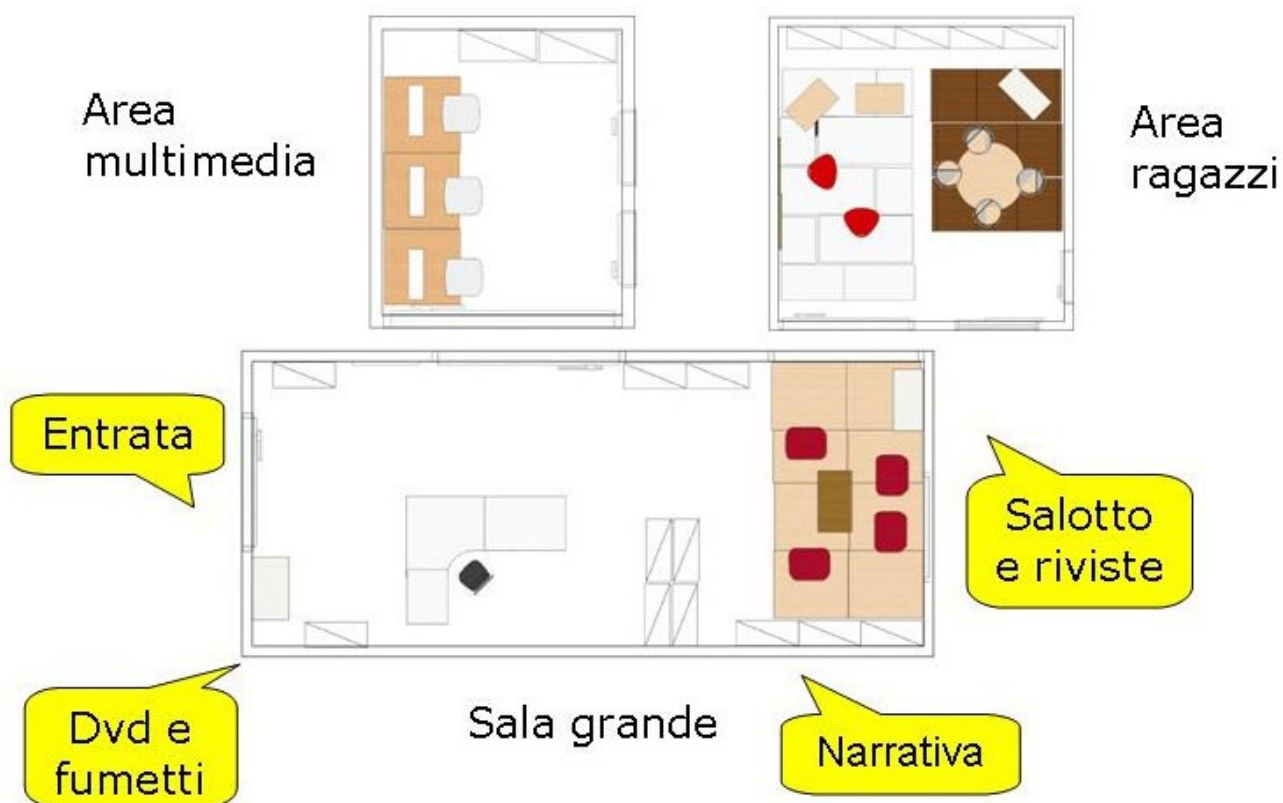 Area
multimedia
Area
ragazzi
Entrata
Salotto
e riviste
Dvd e
fumetti
Sala grande
Narrativa